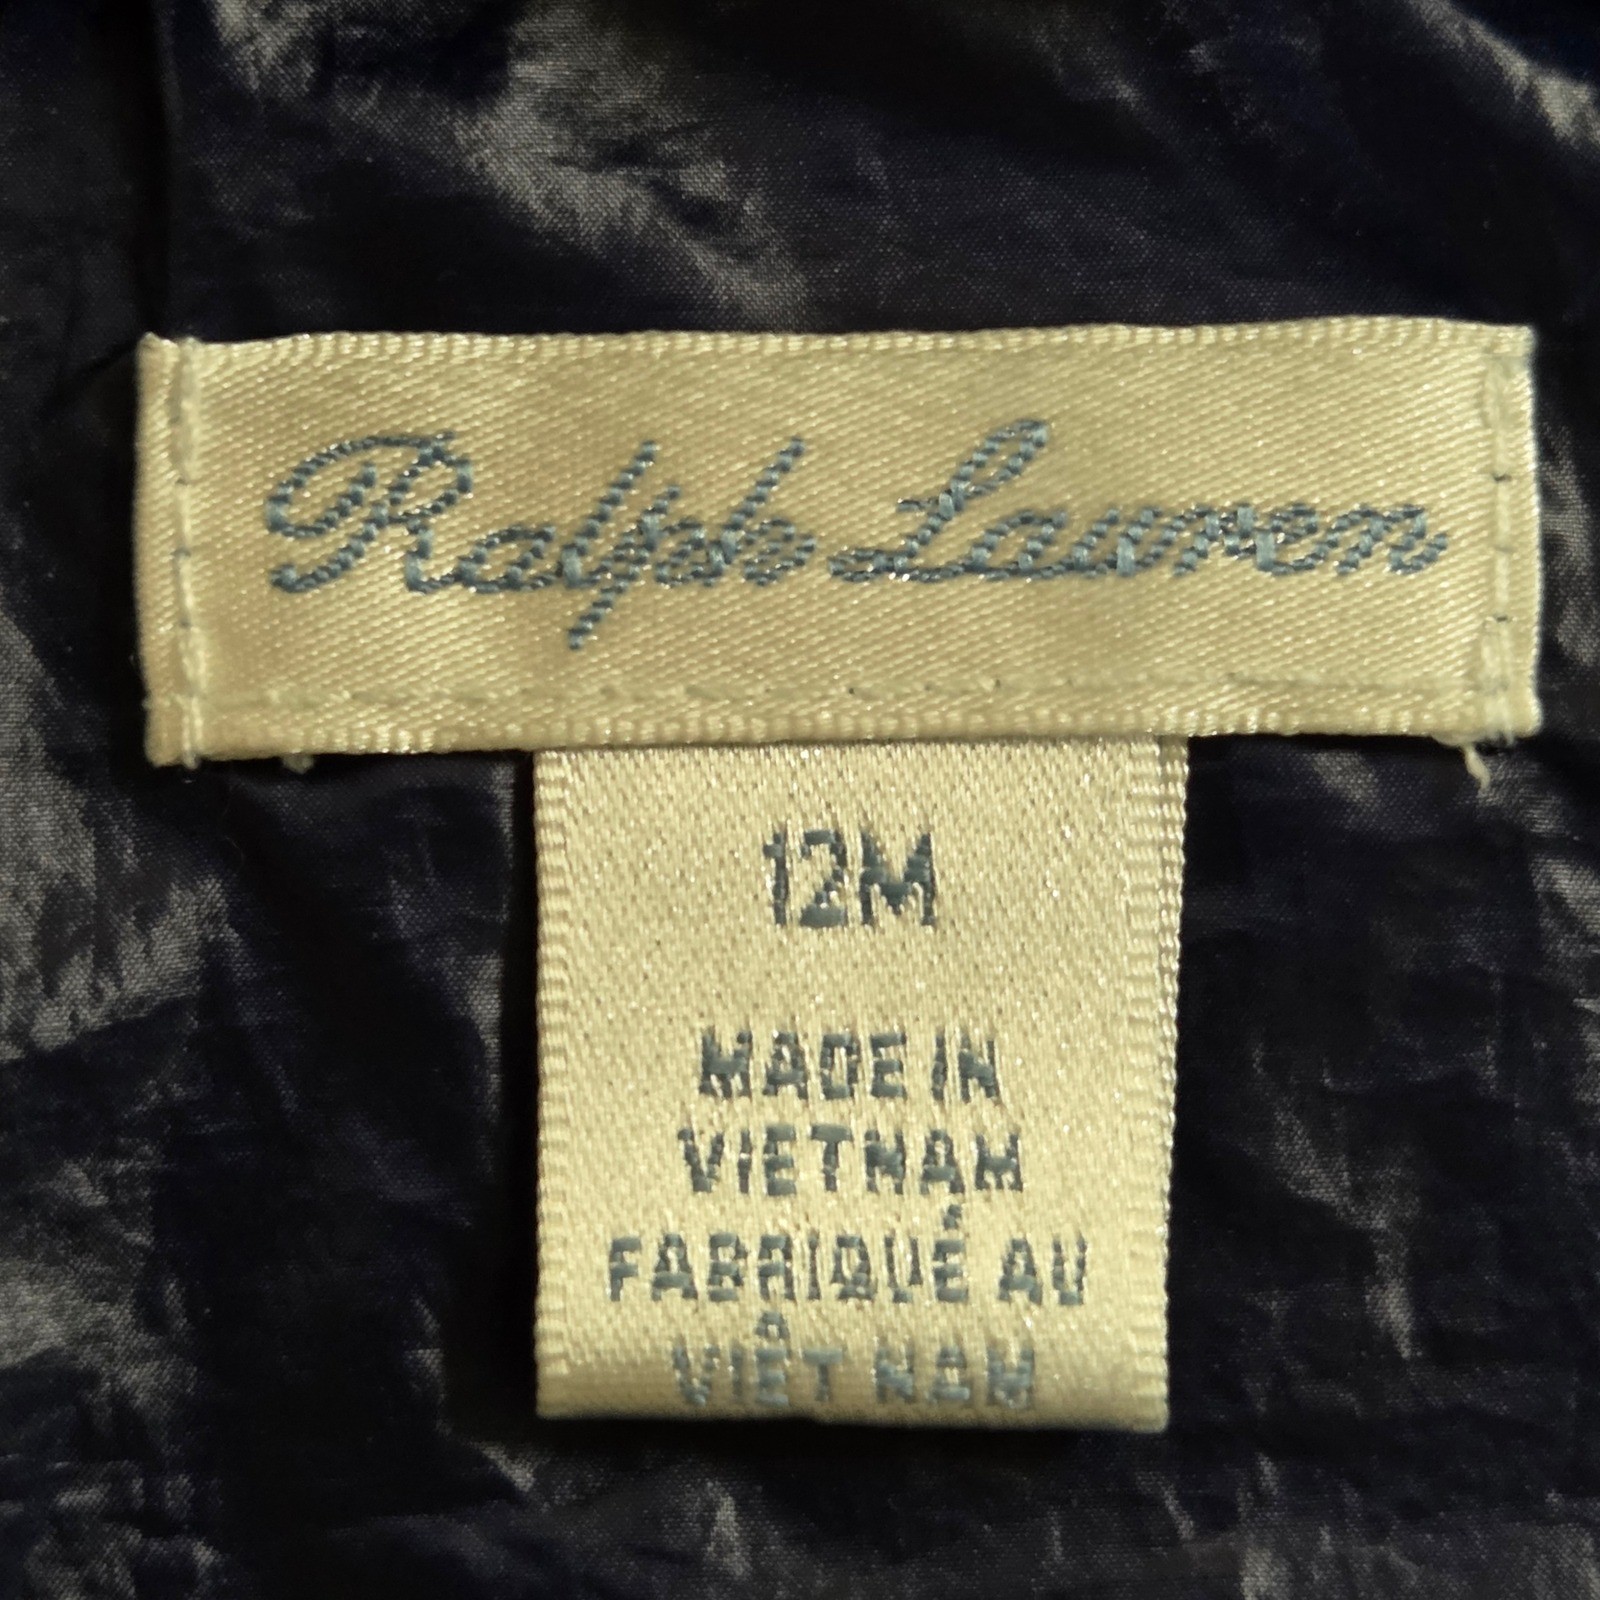 Ralph Lauren
12M
MADE IN
VIETNAM
FABRIQUÉ AU
VIÊT NAM